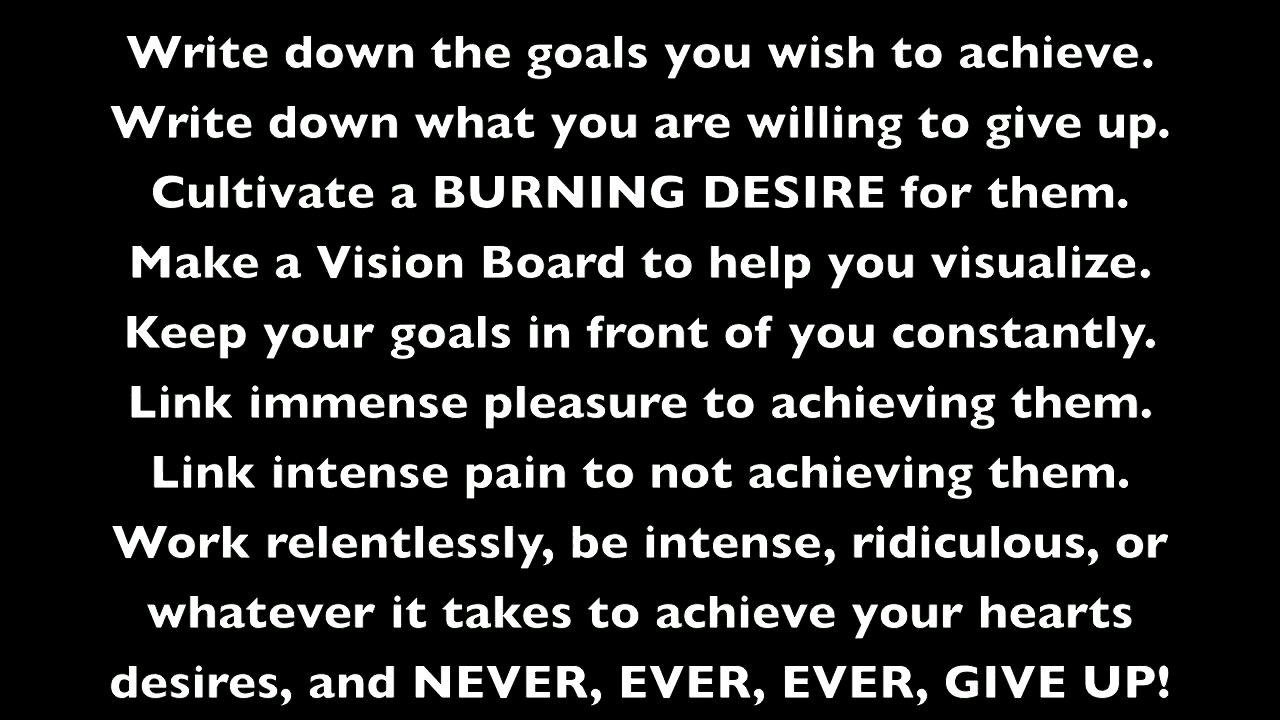 Write down the goals you wish to achieve.
Write down what you are willing to give up.
Cultivate a BURNING DESIRE for them.
Make a Vision Board to help you visualize.
Keep your goals in front of you constantly.
Link immense pleasure to achieving them.
Link intense pain to not achieving them.
Work relentlessly, be intense, ridiculous, or
whatever it takes to achieve your hearts
desires, and NEVER, EVER, EVER, GIVE UP!